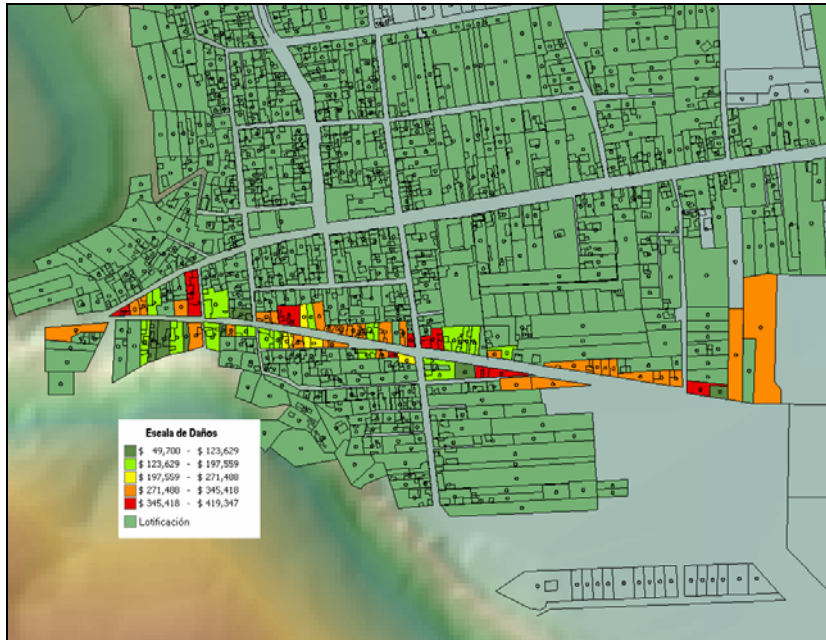 Escala de Daños
$ 49,700 - $ 123,629
$ 123,629 - $ 197,559
$ 197,559 - $ 271,488
$ 271,488 - $ 345,418
$ 345,418 - $ 419,347
Lotificación